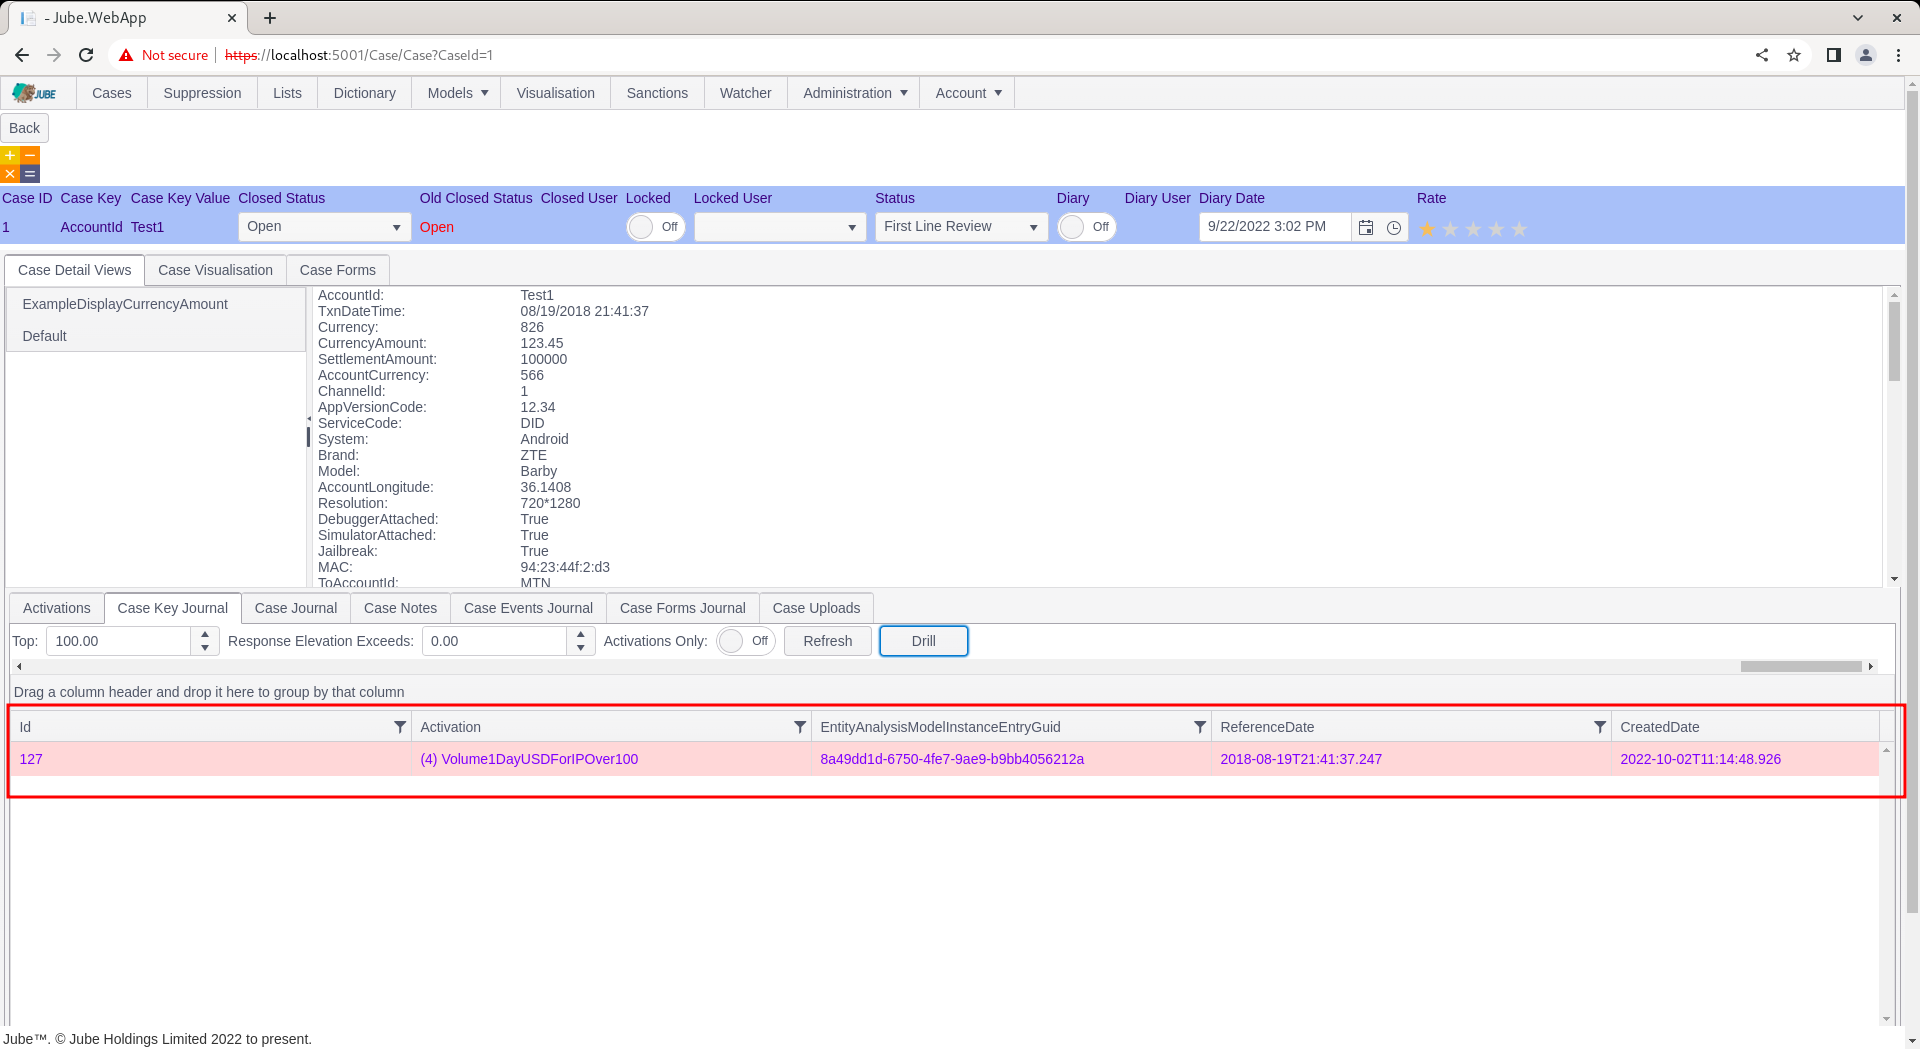 - Jube.WebApp
Not secure https://localhost:5001/Case/Case?CaseId=1
JUBE Cases Suppression Lists Dictionary Models Visualisation Sanctions Watcher Administration Account
Back
Case ID Case Key Case Key Value Closed Status Old Closed Status Closed User Locked Locked User Status Diary Diary User Diary Date Rate
1 AccountId Test1 Open Open Off First Line Review Off 9/22/2022 3:02 PM
Case Detail Views Case Visualisation Case Forms
ExampleDisplayCurrencyAmount
Default
AccountId: Test1
TxnDateTime: 08/19/2018 21:41:37
Currency: 826
CurrencyAmount: 123.45
SettlementAmount: 100000
AccountCurrency: 566
ChannelId: 1
AppVersionCode: 12.34
ServiceCode: DID
System: Android
Brand: ZTE
Model: Barby
AccountLongitude: 36.1408
Resolution: 720*1280
DebuggerAttached: True
SimulatorAttached: True
Jailbreak: True
MAC: 94:23:44f:2:d3
ToAccountId: MTN
Activations Case Key Journal Case Journal Case Notes Case Events Journal Case Forms Journal Case Uploads
Top: 100.00 Response Elevation Exceeds: 0.00 Activations Only: Off Refresh Drill
Drag a column header and drop it here to group by that column
Id Activation EntityAnalysisModelInstanceEntryGuid ReferenceDate CreatedDate
127 (4) Volume1DayUSDForIPOver100 8a49dd1d-6750-4fe7-9ae9-b9bb4056212a 2018-08-19T21:41:37.247 2022-10-02T11:14:48.926
Jube™. © Jube Holdings Limited 2022 to present.